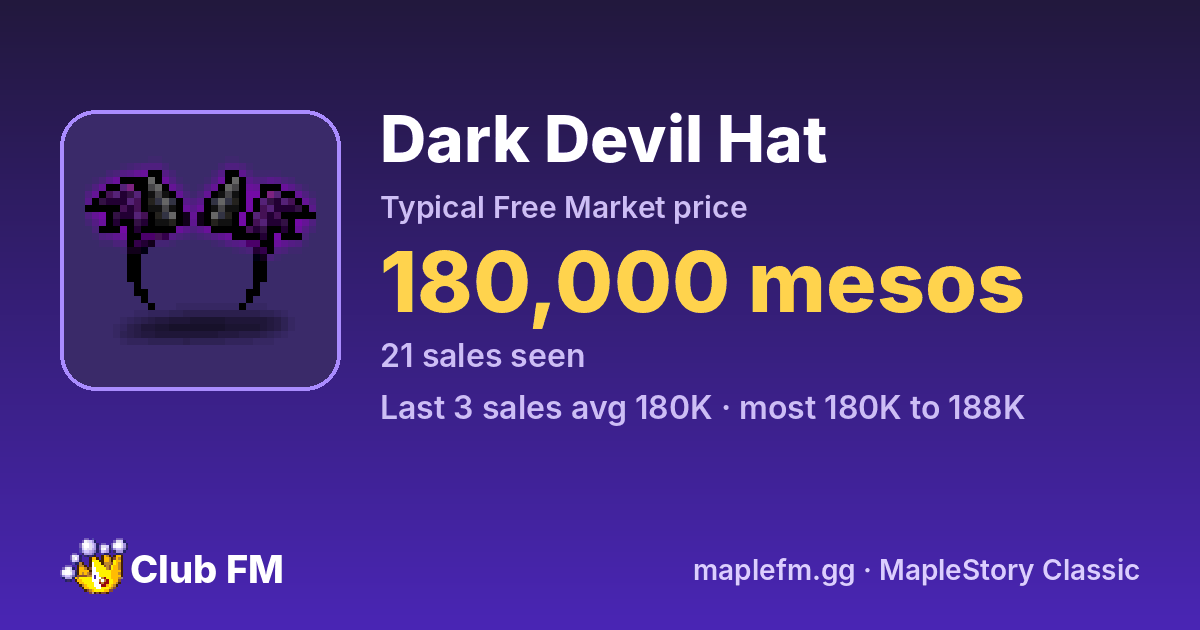 Dark Devil Hat
Typical Free Market price
180,000 mesos
21 sales seen
Last 3 sales avg 180K · most 180K to 188K
Club FM
maplefm.gg · MapleStory Classic